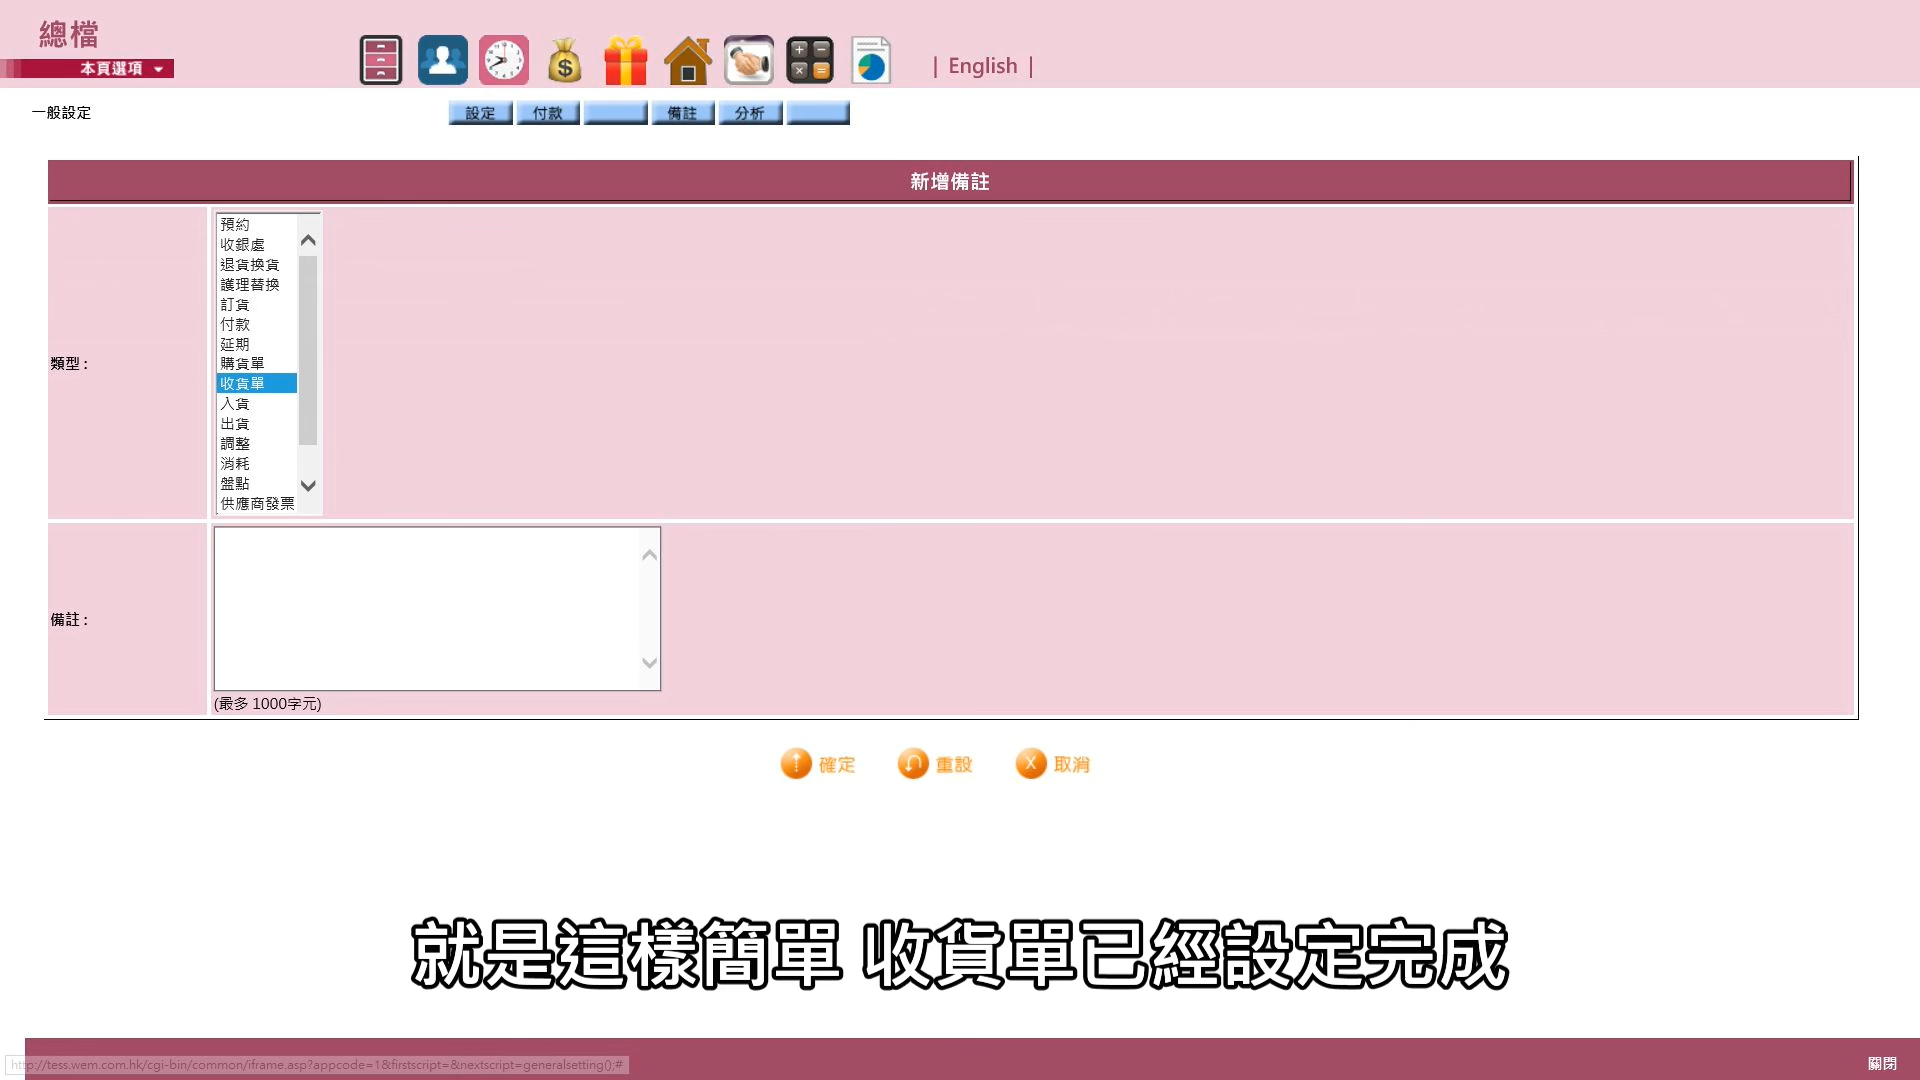 總檔
本頁選項
| English |
一般設定
設定 付款 備註 分析
新增備註
類型 :
預約
收銀處
退貨換貨
護理替換
訂貨
付款
延期
購貨單
收貨單
入貨
出貨
調整
消耗
盤點
供應商發票
備註 :
(最多 1000字元)
確定 重設 取消
就是這樣簡單 收貨單已經設定完成
http://tess.wem.com.hk/cgi-bin/common/iframe.asp?appcode=1&firstscript=&nextscript=generalsetting();#
關閉